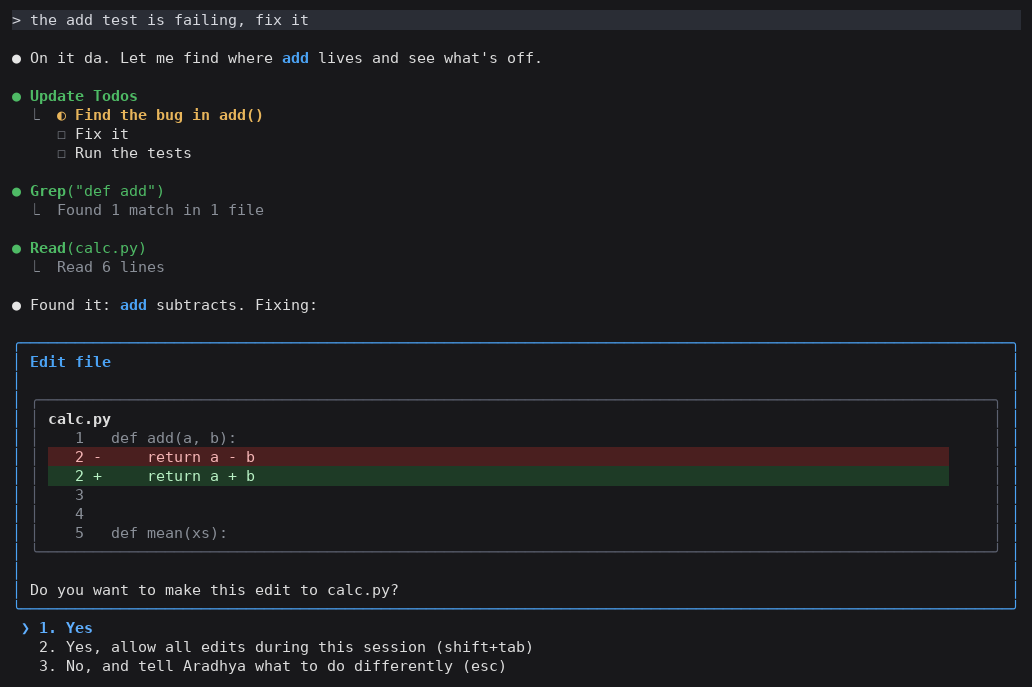 > the add test is failing, fix it
● On it da. Let me find where add lives and see what's off.
● Update Todos
⎿ ◐ Find the bug in add()
☐ Fix it
☐ Run the tests
● Grep("def add")
⎿ Found 1 match in 1 file
● Read(calc.py)
⎿ Read 6 lines
● Found it: add subtracts. Fixing:
Edit file
calc.py
1 def add(a, b):
2 - return a - b
2 + return a + b
3
4
5 def mean(xs):
Do you want to make this edit to calc.py?
❯ 1. Yes
2. Yes, allow all edits during this session (shift+tab)
3. No, and tell Aradhya what to do differently (esc)